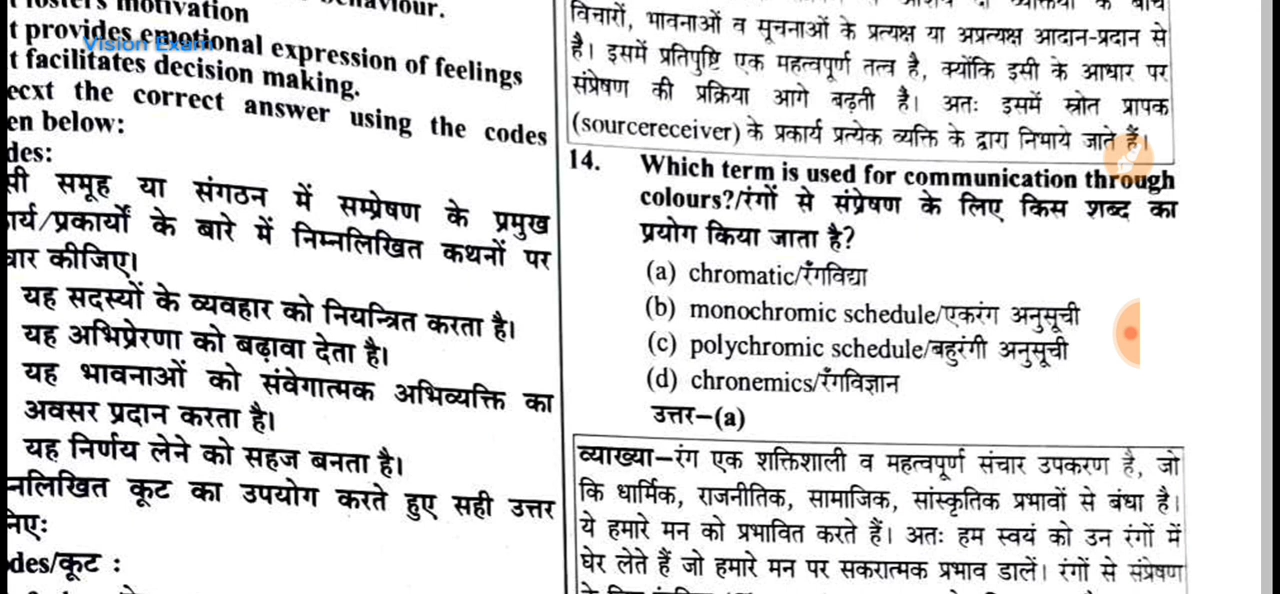 motivation
t provides emotional expression of feelings
Vision Exam
t facilitates decision making.
ecxt the correct answer using the codes
en below:
des:
सी समूह या संगठन में सम्प्रेषण के प्रमुख
ार्य/प्रकार्यों के बारे में निम्नलिखित कथनों पर
चार कीजिए।
यह सदस्यों के व्यवहार को नियन्त्रित करता है।
यह अभिप्रेरणा को बढ़ावा देता है।
यह भावनाओं को संवेगात्मक अभिव्यक्ति का
अवसर प्रदान करता है।
यह निर्णय लेने को सहज बनता है।
नलिखित कूट का उपयोग करते हुए सही उत्तर
निए:
des/कूट :
विचारों, भावनाओं व सूचनाओं के प्रत्यक्ष या अप्रत्यक्ष आदान-प्रदान से
है। इसमें प्रतिपुष्टि एक महत्वपूर्ण तत्व है, क्योंकि इसी के आधार पर
संप्रेषण की प्रक्रिया आगे बढ़ती है। अतः इसमें स्रोत प्रापक
(sourcereceiver) के प्रकार्य प्रत्येक व्यक्ति के द्वारा निभाये जाते हैं।
14. Which term is used for communication through
colours?/रंगों से संप्रेषण के लिए किस शब्द का
प्रयोग किया जाता है?
(a) chromatic/रँगविद्या
(b) monochromic schedule/एकरंग अनुसूची
(c) polychromic schedule/बहुरंगी अनुसूची
(d) chronemics/रँगविज्ञान
उत्तर–(a)
व्याख्या–रंग एक शक्तिशाली व महत्वपूर्ण संचार उपकरण है, जो
कि धार्मिक, राजनीतिक, सामाजिक, सांस्कृतिक प्रभावों से बंधा है।
ये हमारे मन को प्रभावित करते हैं। अतः हम स्वयं को उन रंगों में
घेर लेते हैं जो हमारे मन पर सकरात्मक प्रभाव डालें। रंगों से संप्रेषण